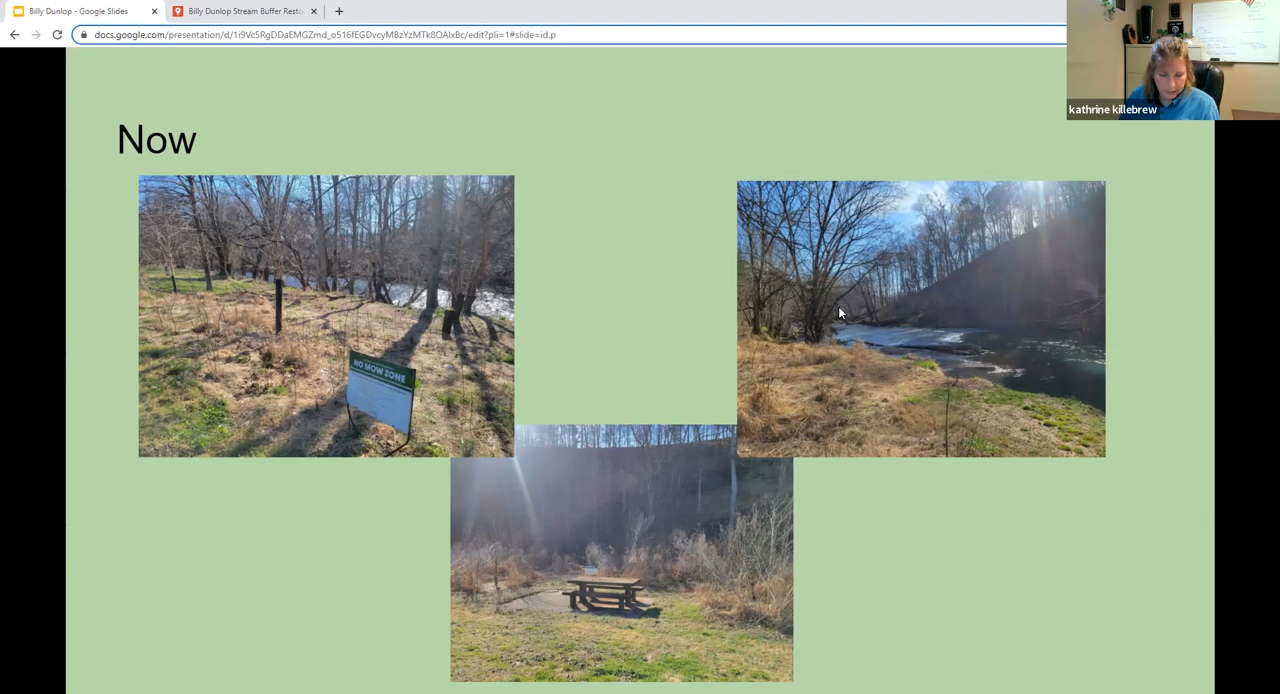 Billy Dunlop - Google Slides
Billy Dunlop Stream Buffer Resto
docs.google.com/presentation/d/1i9Vc5RgDDaEMGZmd_o516fEGDvcyMBzYzMTk8OAlxBc/edit?pli=1#slide=id.p
kathrine killebrew
Now
NO MOW ZONE